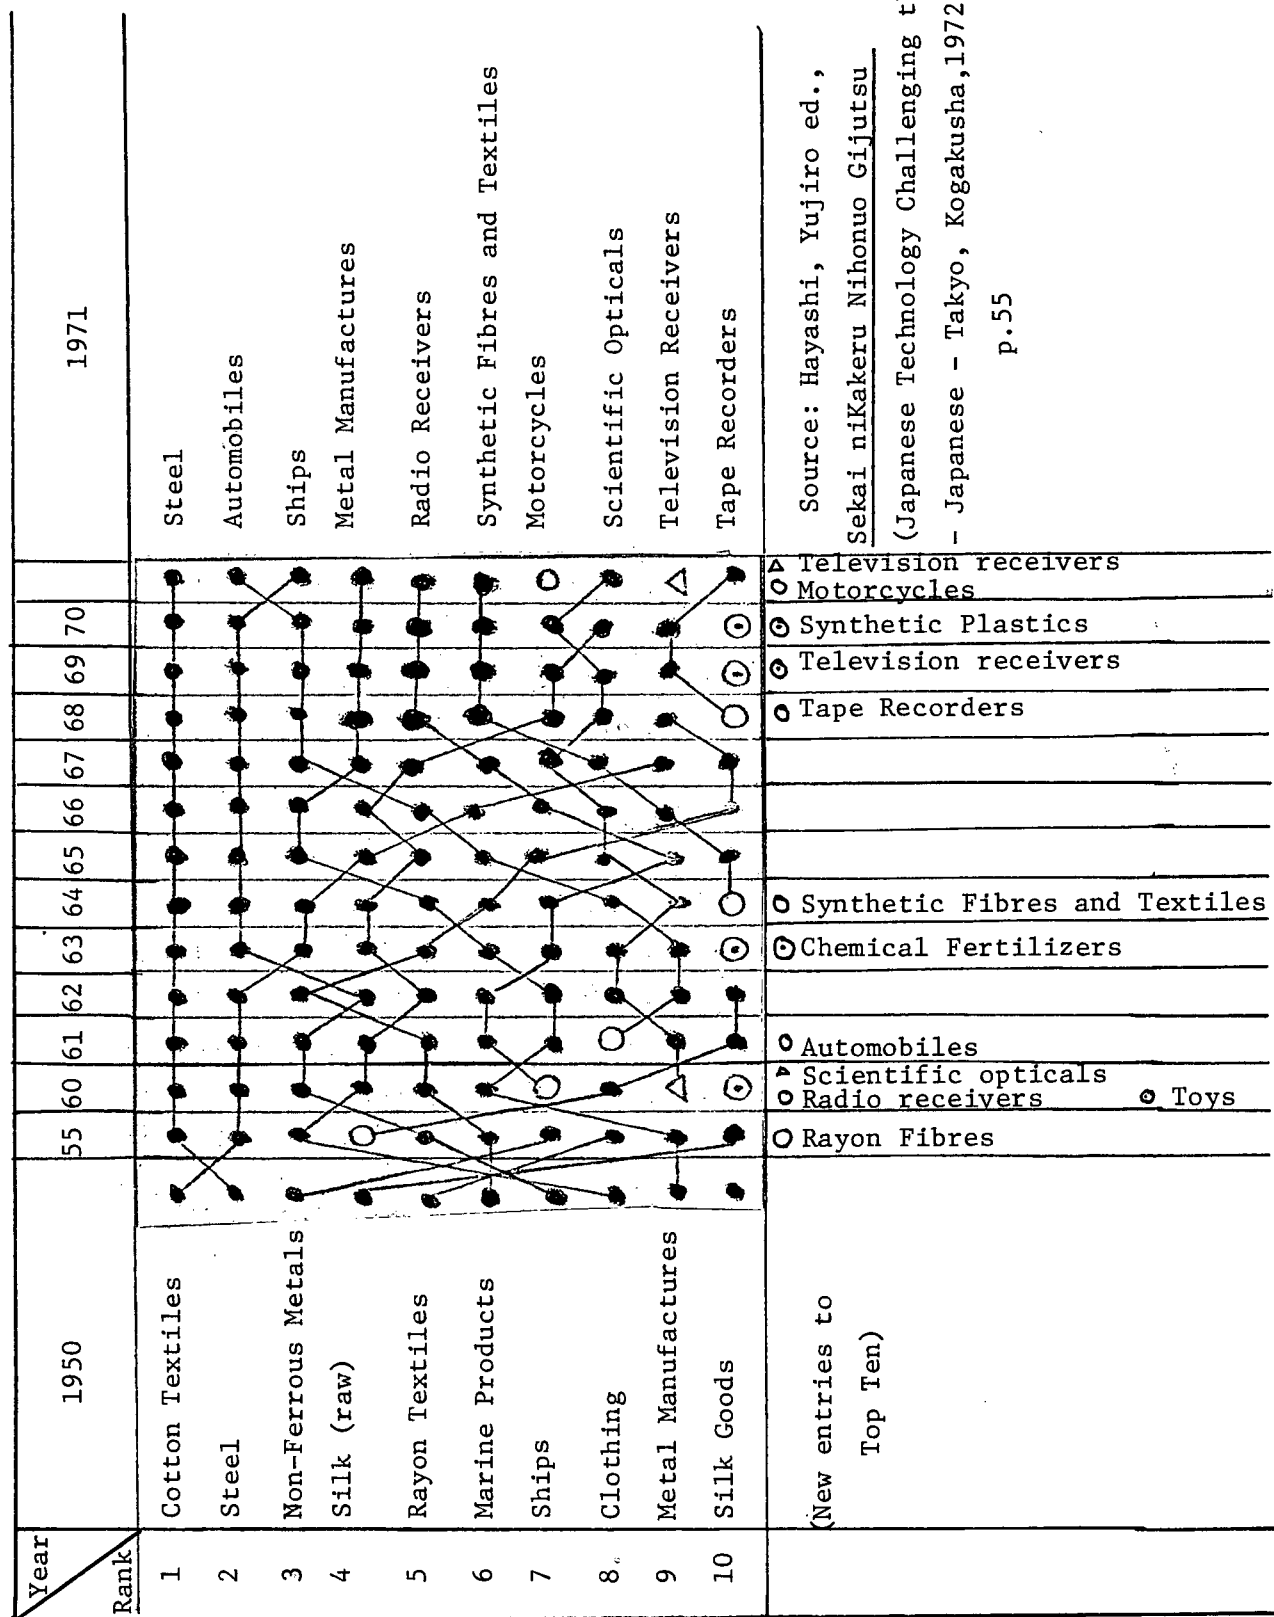 Year
Rank
1950
55
60
61
62
63
64
65
66
67
68
69
70
1971
1 Cotton Textiles
Steel
2 Steel
Automobiles
3 Non-Ferrous Metals
Ships
4 Silk (raw)
Metal Manufactures
5 Rayon Textiles
Radio Receivers
6 Marine Products
Synthetic Fibres and Textiles
7 Ships
Motorcycles
8 Clothing
Scientific Opticals
9 Metal Manufactures
Television Receivers
10 Silk Goods
Tape Recorders
(New entries to
Top Ten)
Rayon Fibres
Scientific opticals
Radio receivers
Toys
Automobiles
Chemical Fertilizers
Synthetic Fibres and Textiles
Tape Recorders
Television receivers
Synthetic Plastics
Television receivers
Motorcycles
Source: Hayashi, Yujiro ed.,
Sekai niKakeru Nihonuo Gijutsu
(Japanese Technology Challenging
- Japanese - Takyo, Kogakusha,1972
p.55